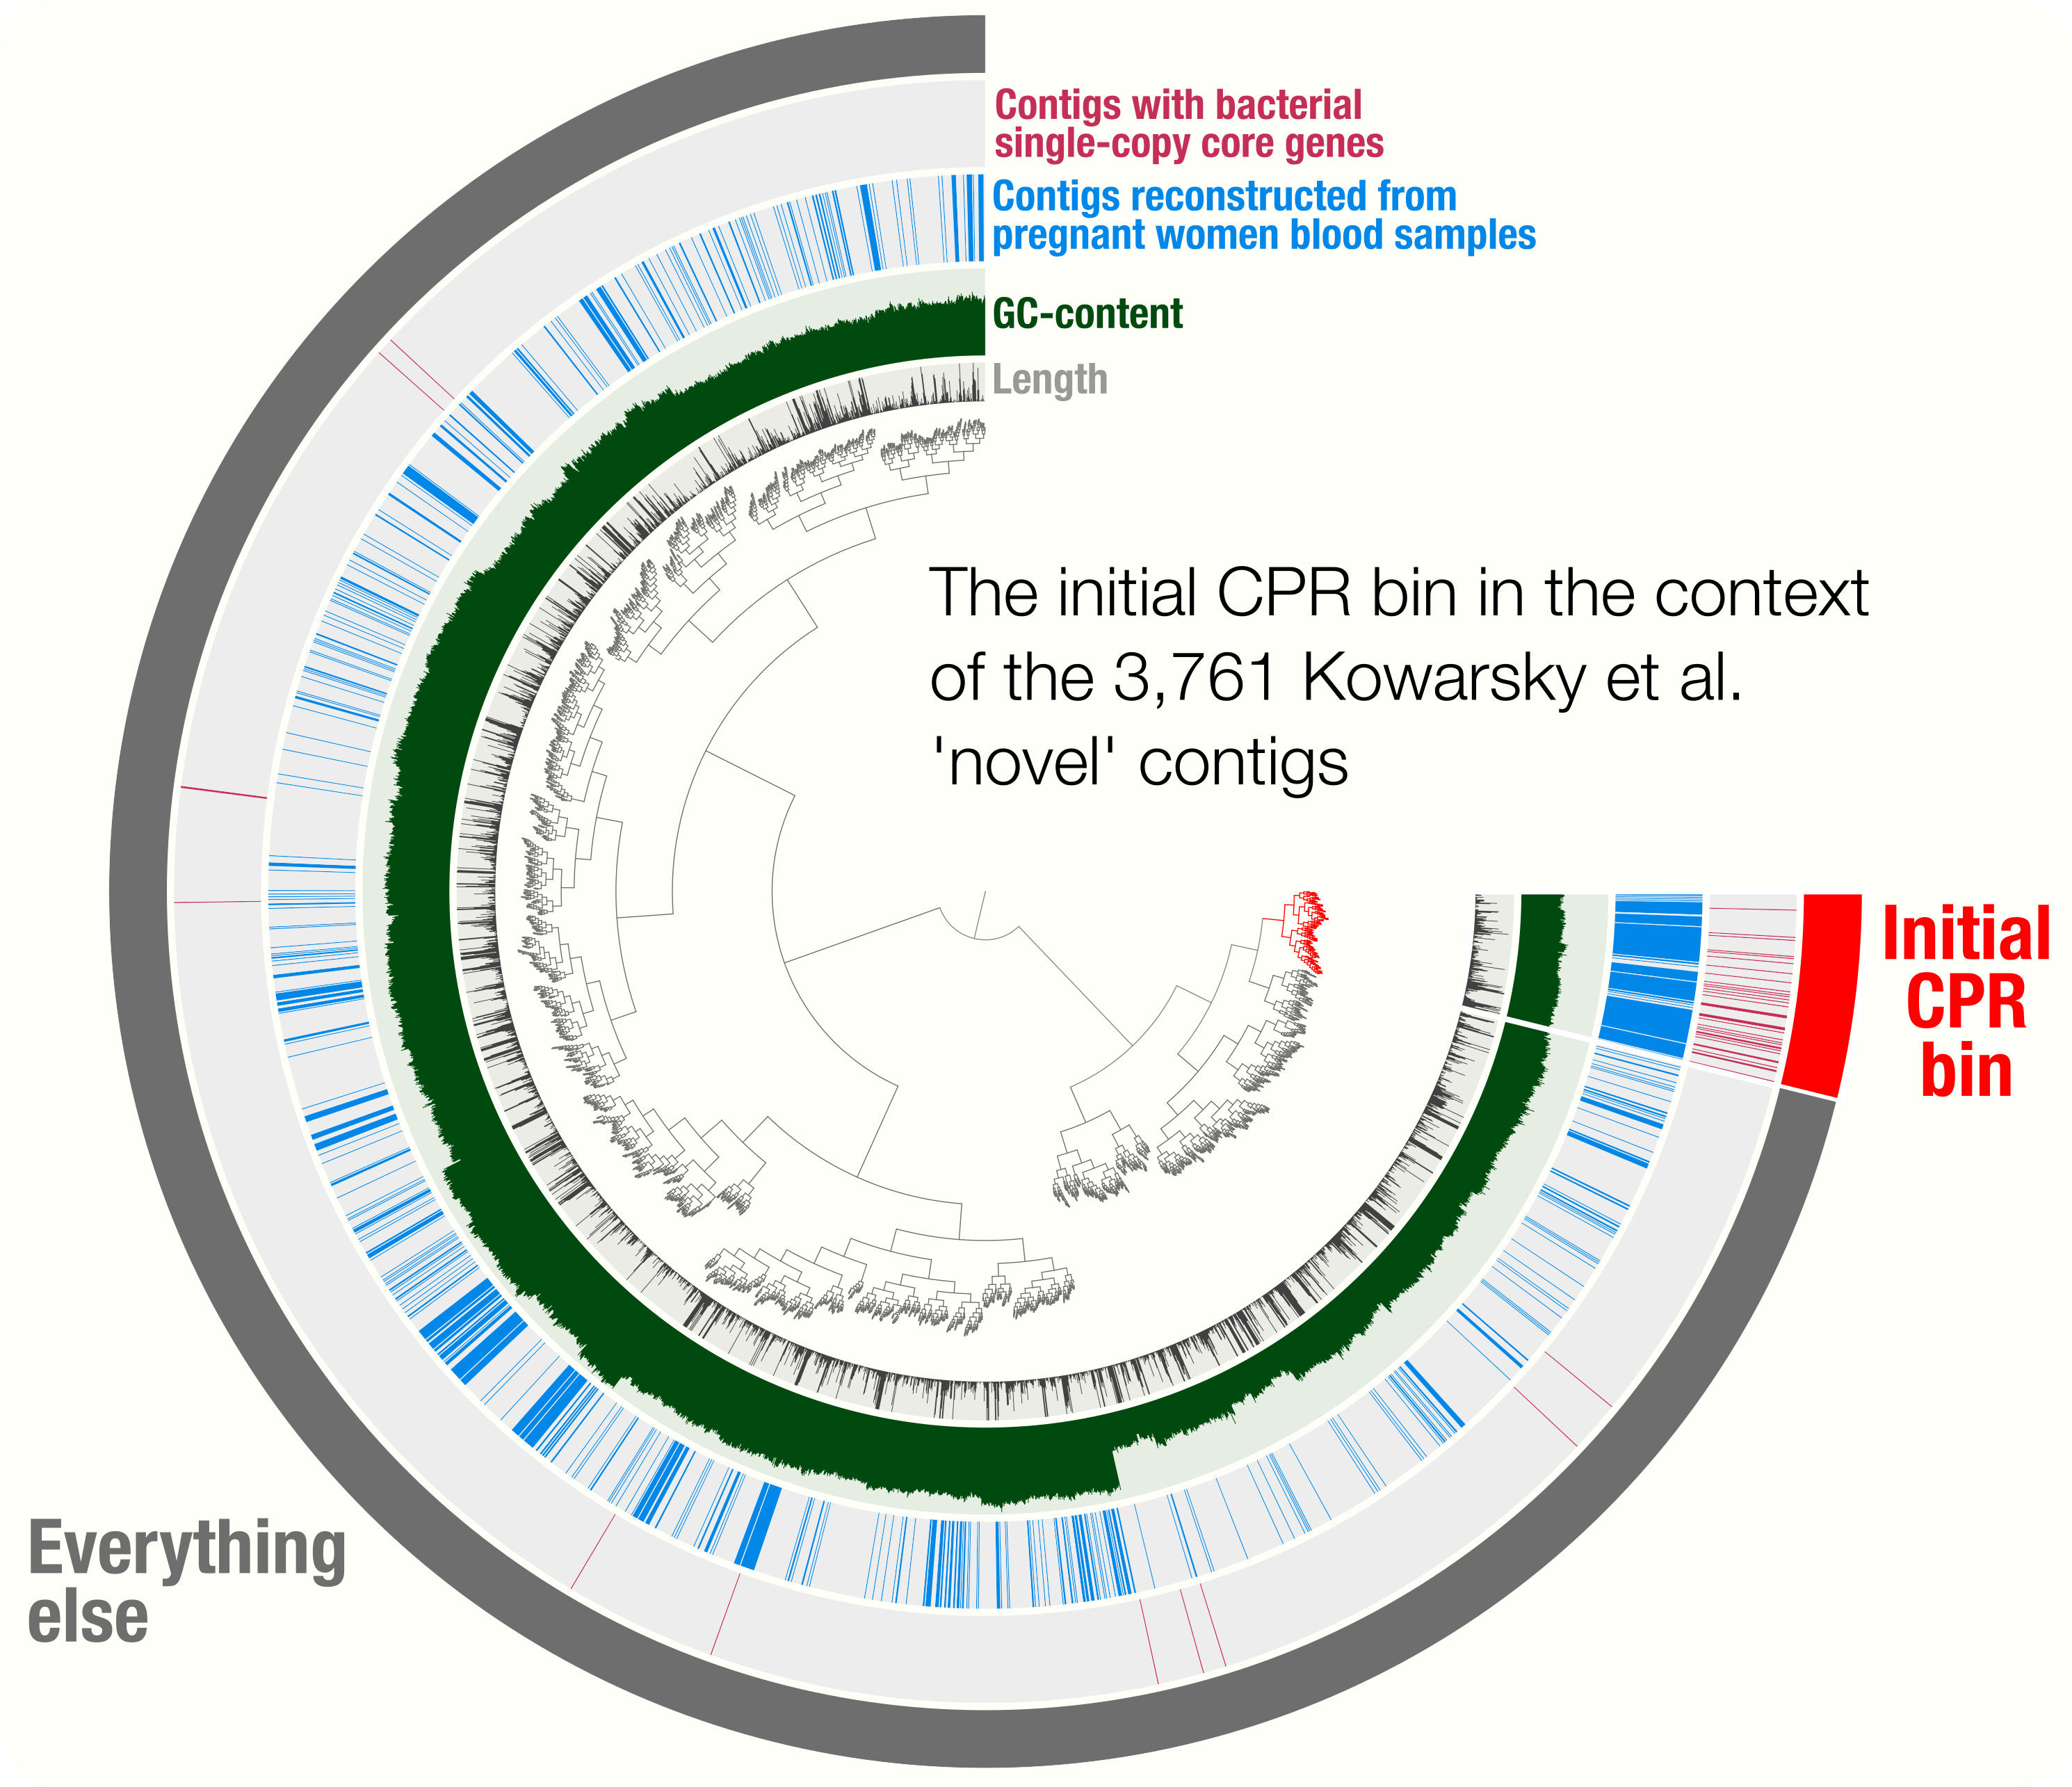 Contigs with bacterial
single-copy core genes
Contigs reconstructed from
pregnant women blood samples
GC-content
Length
The initial CPR bin in the context
of the 3,761 Kowarsky et al.
'novel' contigs
Initial
CPR
bin
Everything
else